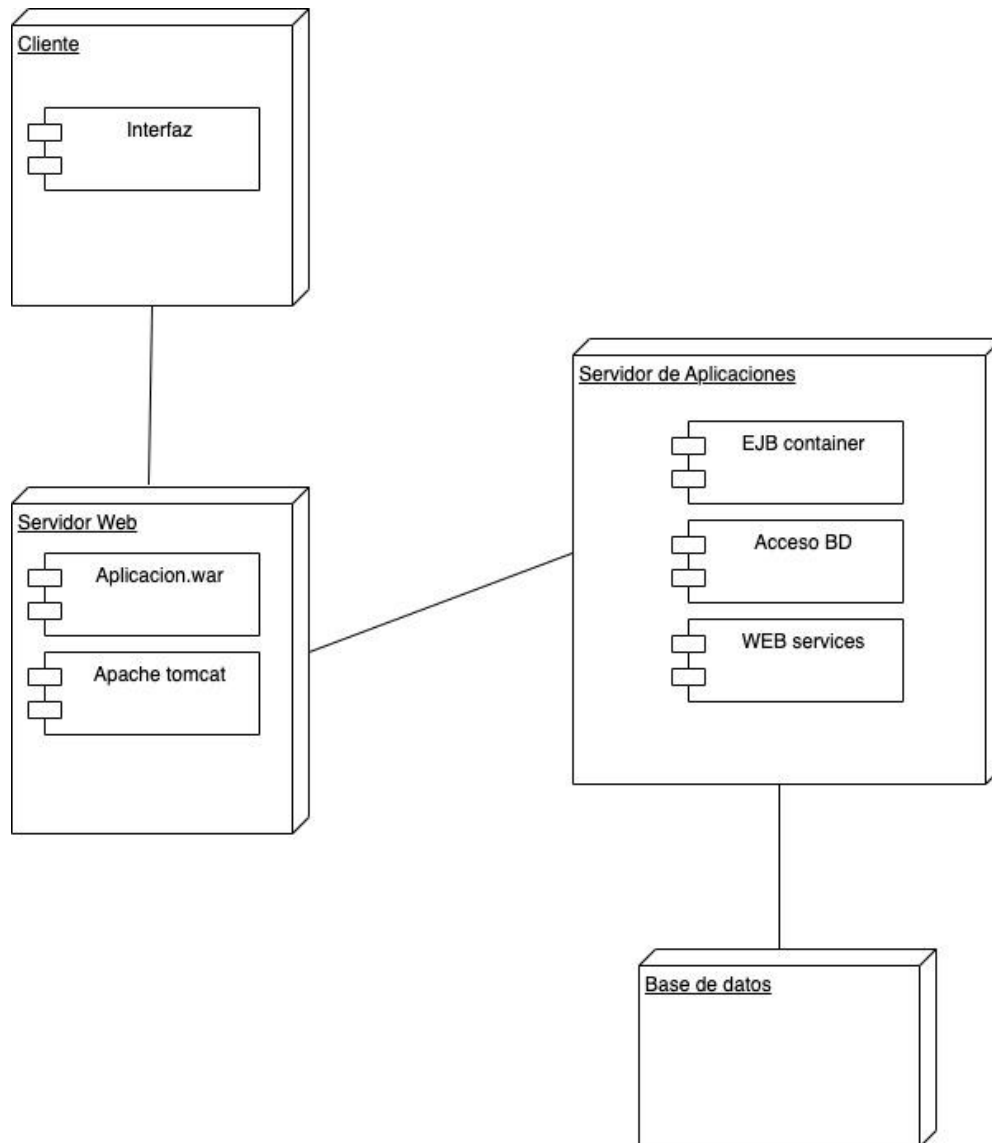 Cliente
Interfaz
Servidor de Aplicaciones
EJB container
Acceso BD
WEB services
Servidor Web
Aplicacion.war
Apache tomcat
Base de datos